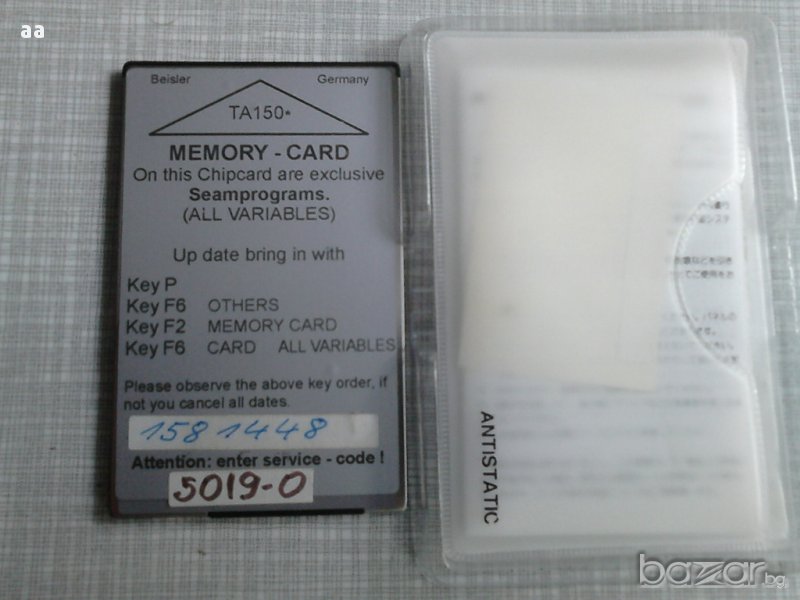 aa
Beisler Germany
TA150*
MEMORY - CARD
On this Chipcard are exclusive
Seamprograms.
(ALL VARIABLES)
Up date bring in with
Key P
Key F6 OTHERS
Key F2 MEMORY CARD
Key F6 CARD ALL VARIABLES
Please observe the above key order, if
not you cancel all dates.
1581448
Attention: enter service - code !
5019-0
ANTISTATIC
bazar.bg